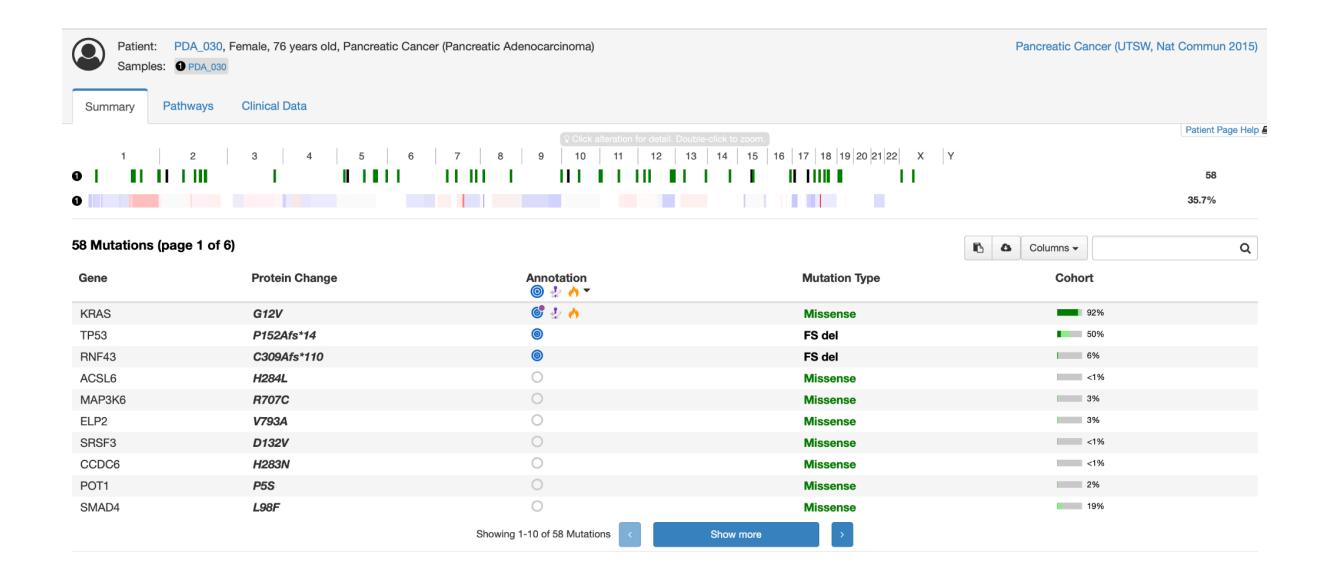 Patient: PDA_030, Female, 76 years old, Pancreatic Cancer (Pancreatic Adenocarcinoma) Pancreatic Cancer (UTSW, Nat Commun 2015)
Samples: 1 PDA_030
Summary Pathways Clinical Data
Patient Page Help
Click alteration for detail. Double-click to zoom.
1 2 3 4 5 6 7 8 9 10 11 12 13 14 15 16 17 18 19 20 21 22 X Y
1 58
1 35.7%
58 Mutations (page 1 of 6) Columns
Gene Protein Change Annotation Mutation Type Cohort
KRAS G12V Missense 92%
TP53 P152Afs*14 FS del 50%
RNF43 C309Afs*110 FS del 6%
ACSL6 H284L Missense <1%
MAP3K6 R707C Missense 3%
ELP2 V793A Missense 3%
SRSF3 D132V Missense <1%
CCDC6 H283N Missense <1%
POT1 P5S Missense 2%
SMAD4 L98F Missense 19%
Showing 1-10 of 58 Mutations < Show more >